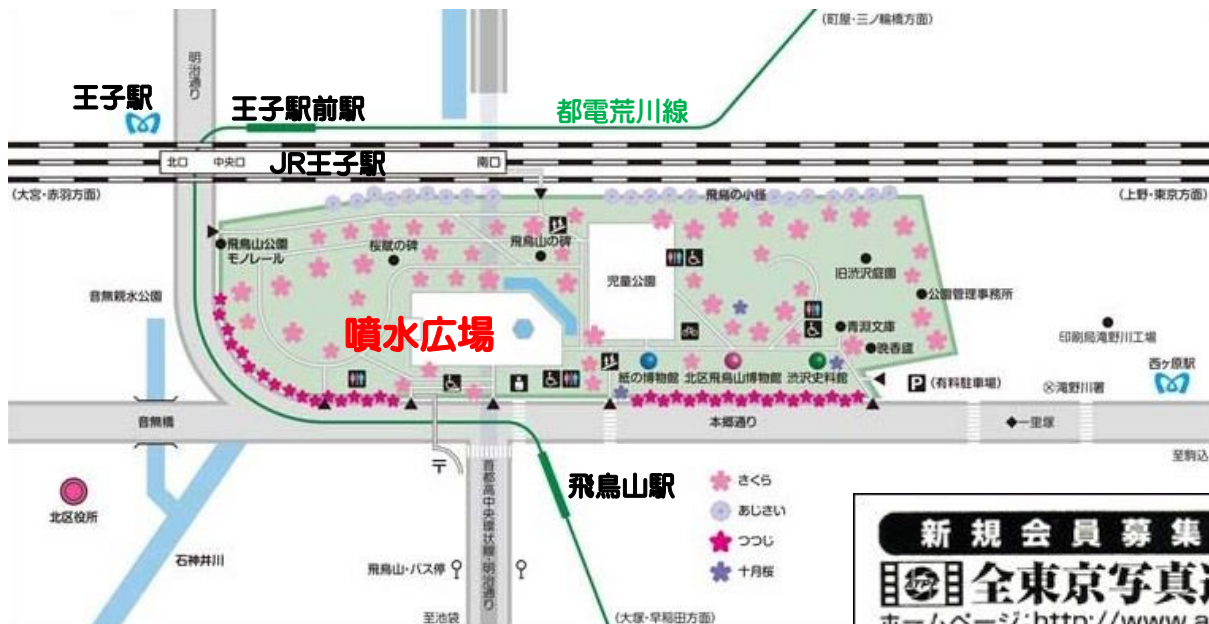 (町屋・三ノ輪橋方面)
明治通り
王子駅
王子駅前駅
都電荒川線
北口
中央口
JR王子駅
南口
(大宮・赤羽方面)
飛鳥の小径
(上野・東京方面)
飛鳥山公園
モノレール
桜賦の碑
飛鳥山の碑
児童公園
旧渋沢庭園
公園管理事務所
音無親水公園
噴水広場
青淵文庫
晩香廬
印刷局滝野川工場
西ヶ原駅
紙の博物館
北区飛鳥山博物館
渋沢史料館
P
(有料駐車場)
滝野川署
音無橋
本郷通り
一里塚
至駒込
〒
飛鳥山駅
首都高中央環状線・明治通り
さくら
あじさい
つつじ
十月桜
北区役所
石神井川
飛鳥山・バス停
至池袋
(大塚・早稲田方面)
新規会員募集
全東京写真
ホームページ:http://www.a